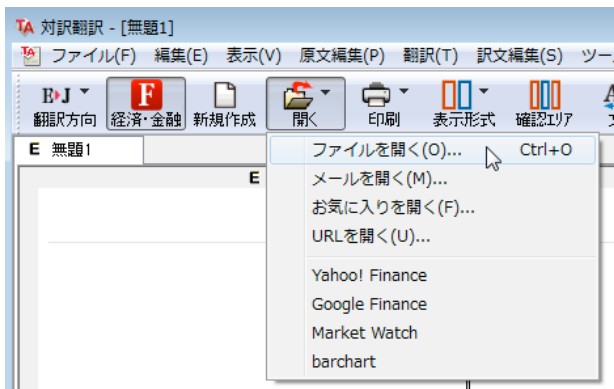 TA 対訳翻訳 - [無題1]
ファイル(F) 編集(E) 表示(V) 原文編集(P) 翻訳(T) 訳文編集(S) ツー
E▸J F
翻訳方向 経済・金融 新規作成 開く 印刷 表示形式 確認エリア
E 無題1
E
ファイルを開く(O)... Ctrl+O
メールを開く(M)...
お気に入りを開く(F)...
URLを開く(U)...
Yahoo! Finance
Google Finance
Market Watch
barchart